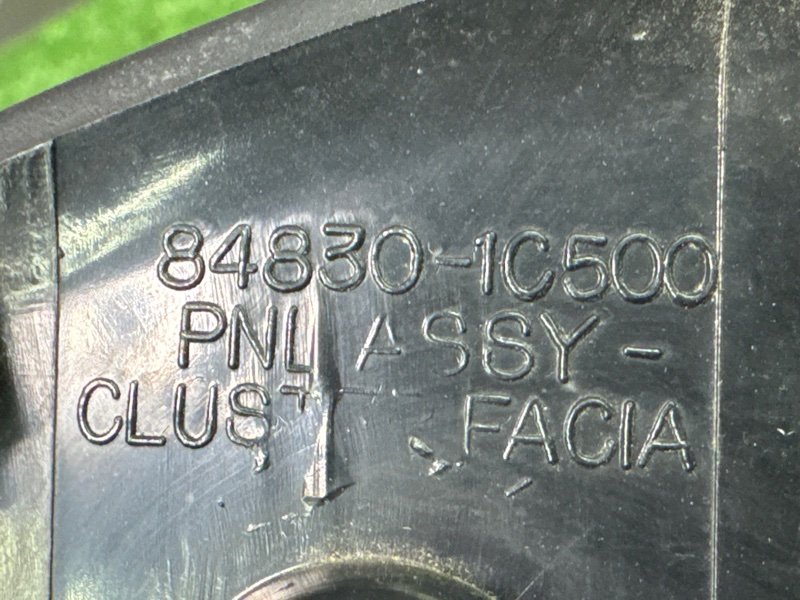 84830-1C500
PNL ASSY-
FACIA